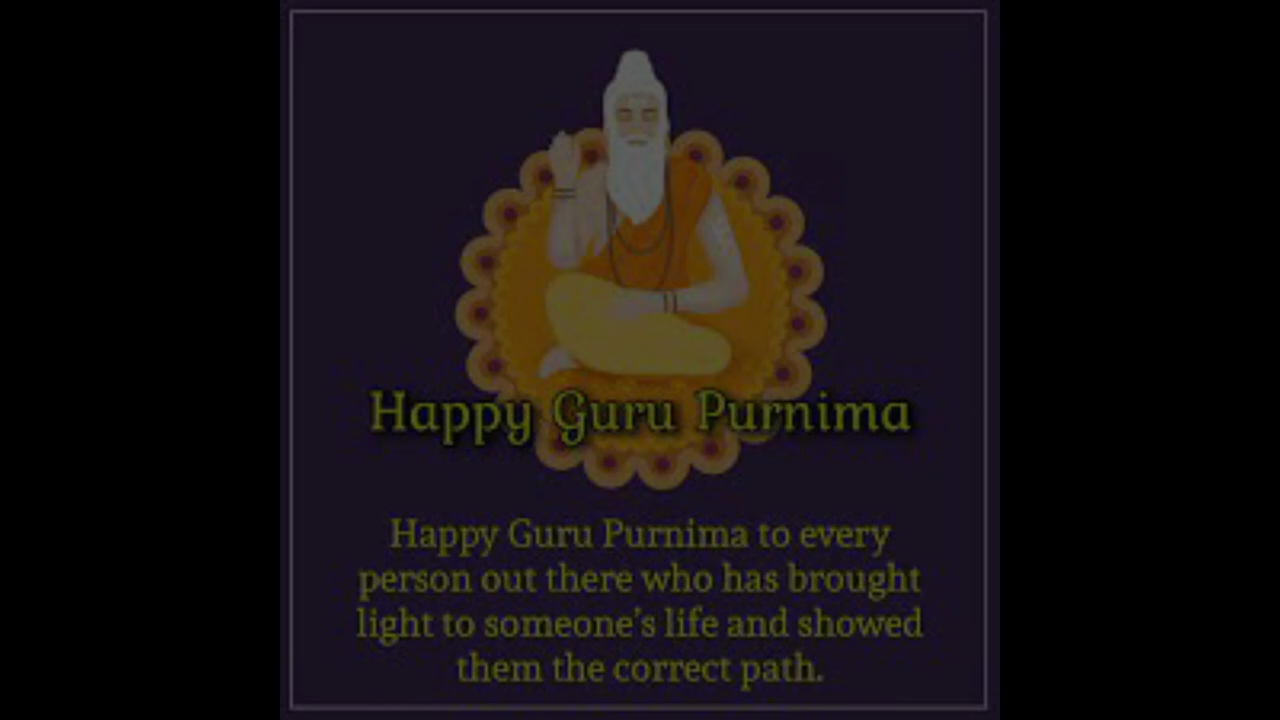 Happy Guru Purnima
Happy Guru Purnima to every
person out there who has brought
light to someone's life and showed
them the correct path.